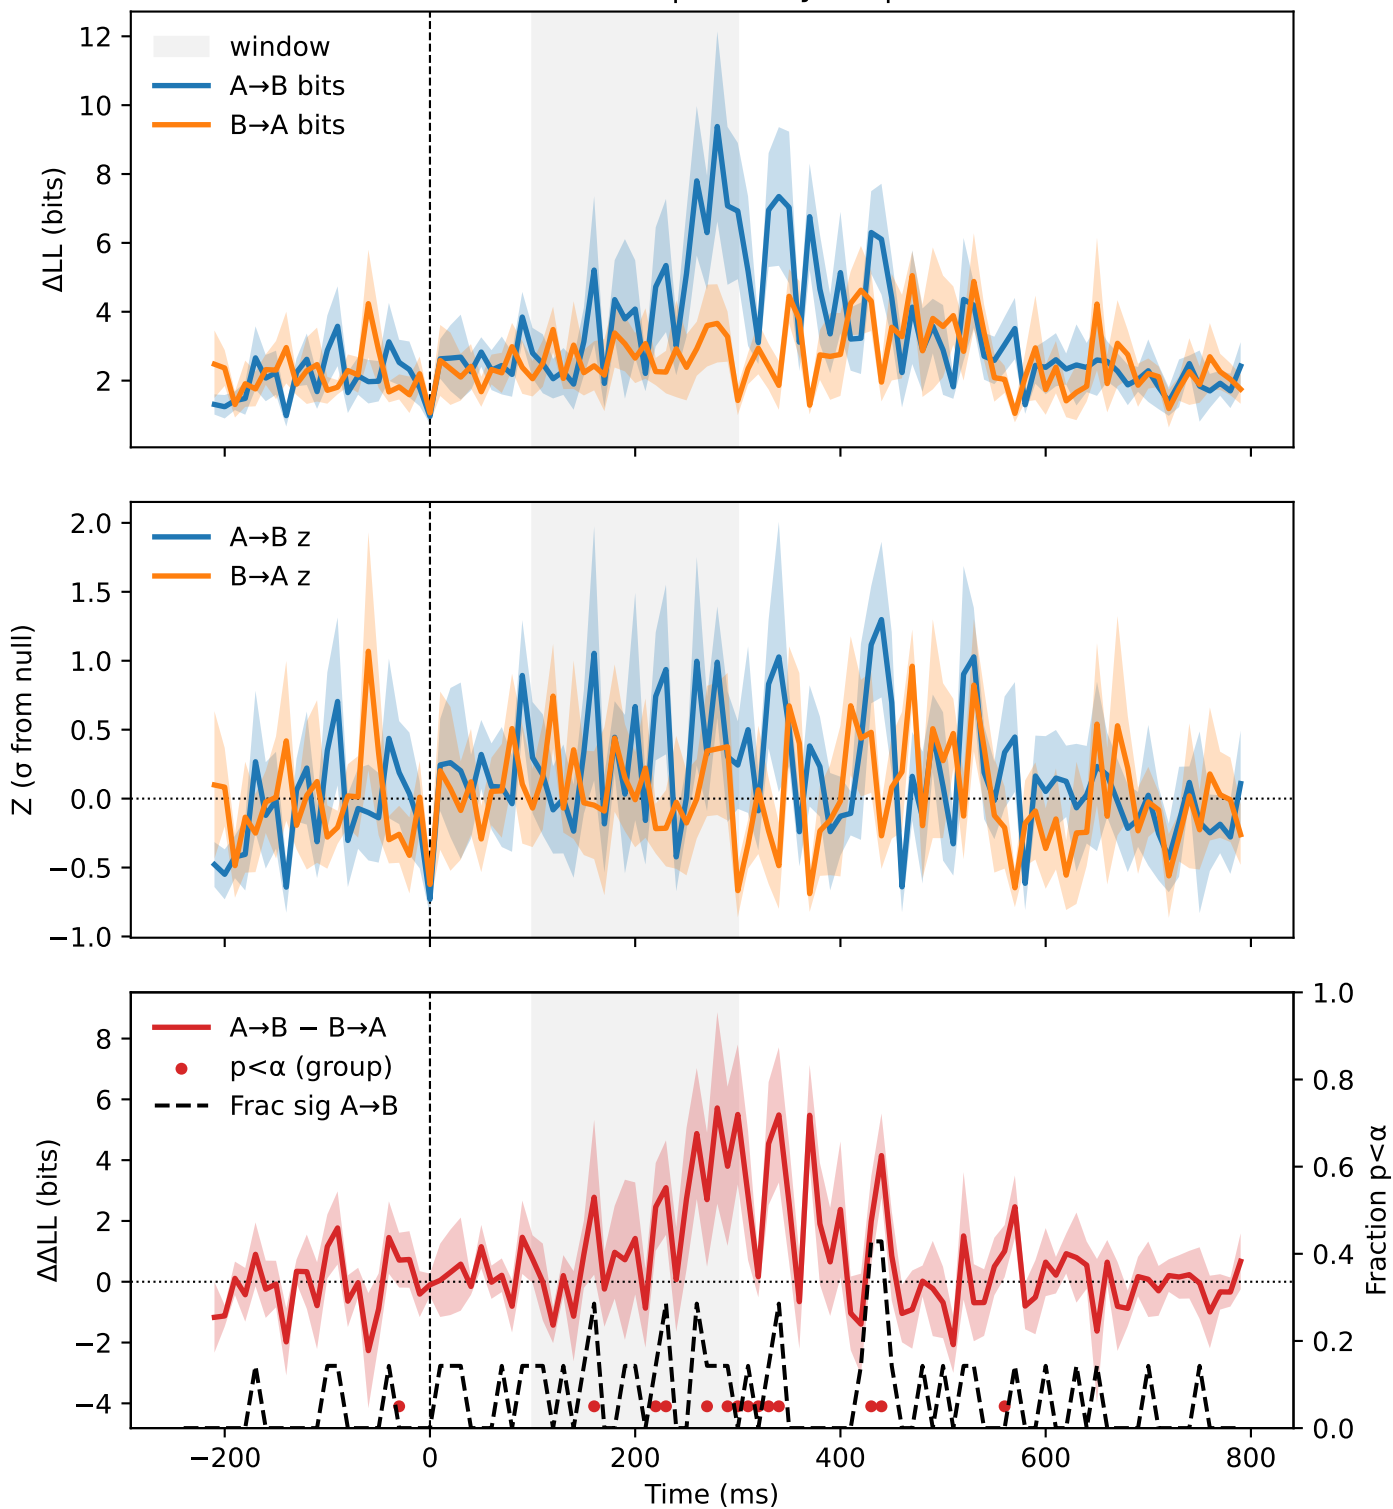 12
10
8
6
4
2
ΔLL (bits)
window
A→B bits
B→A bits
2.0
1.5
1.0
0.5
0.0
−0.5
−1.0
Z (σ from null)
A→B z
B→A z
8
6
4
2
0
−2
−4
ΔΔLL (bits)
A→B − B→A
p<α (group)
Frac sig A→B
1.0
0.8
0.6
0.4
0.2
0.0
Fraction p<α
−200 0 200 400 600 800
Time (ms)